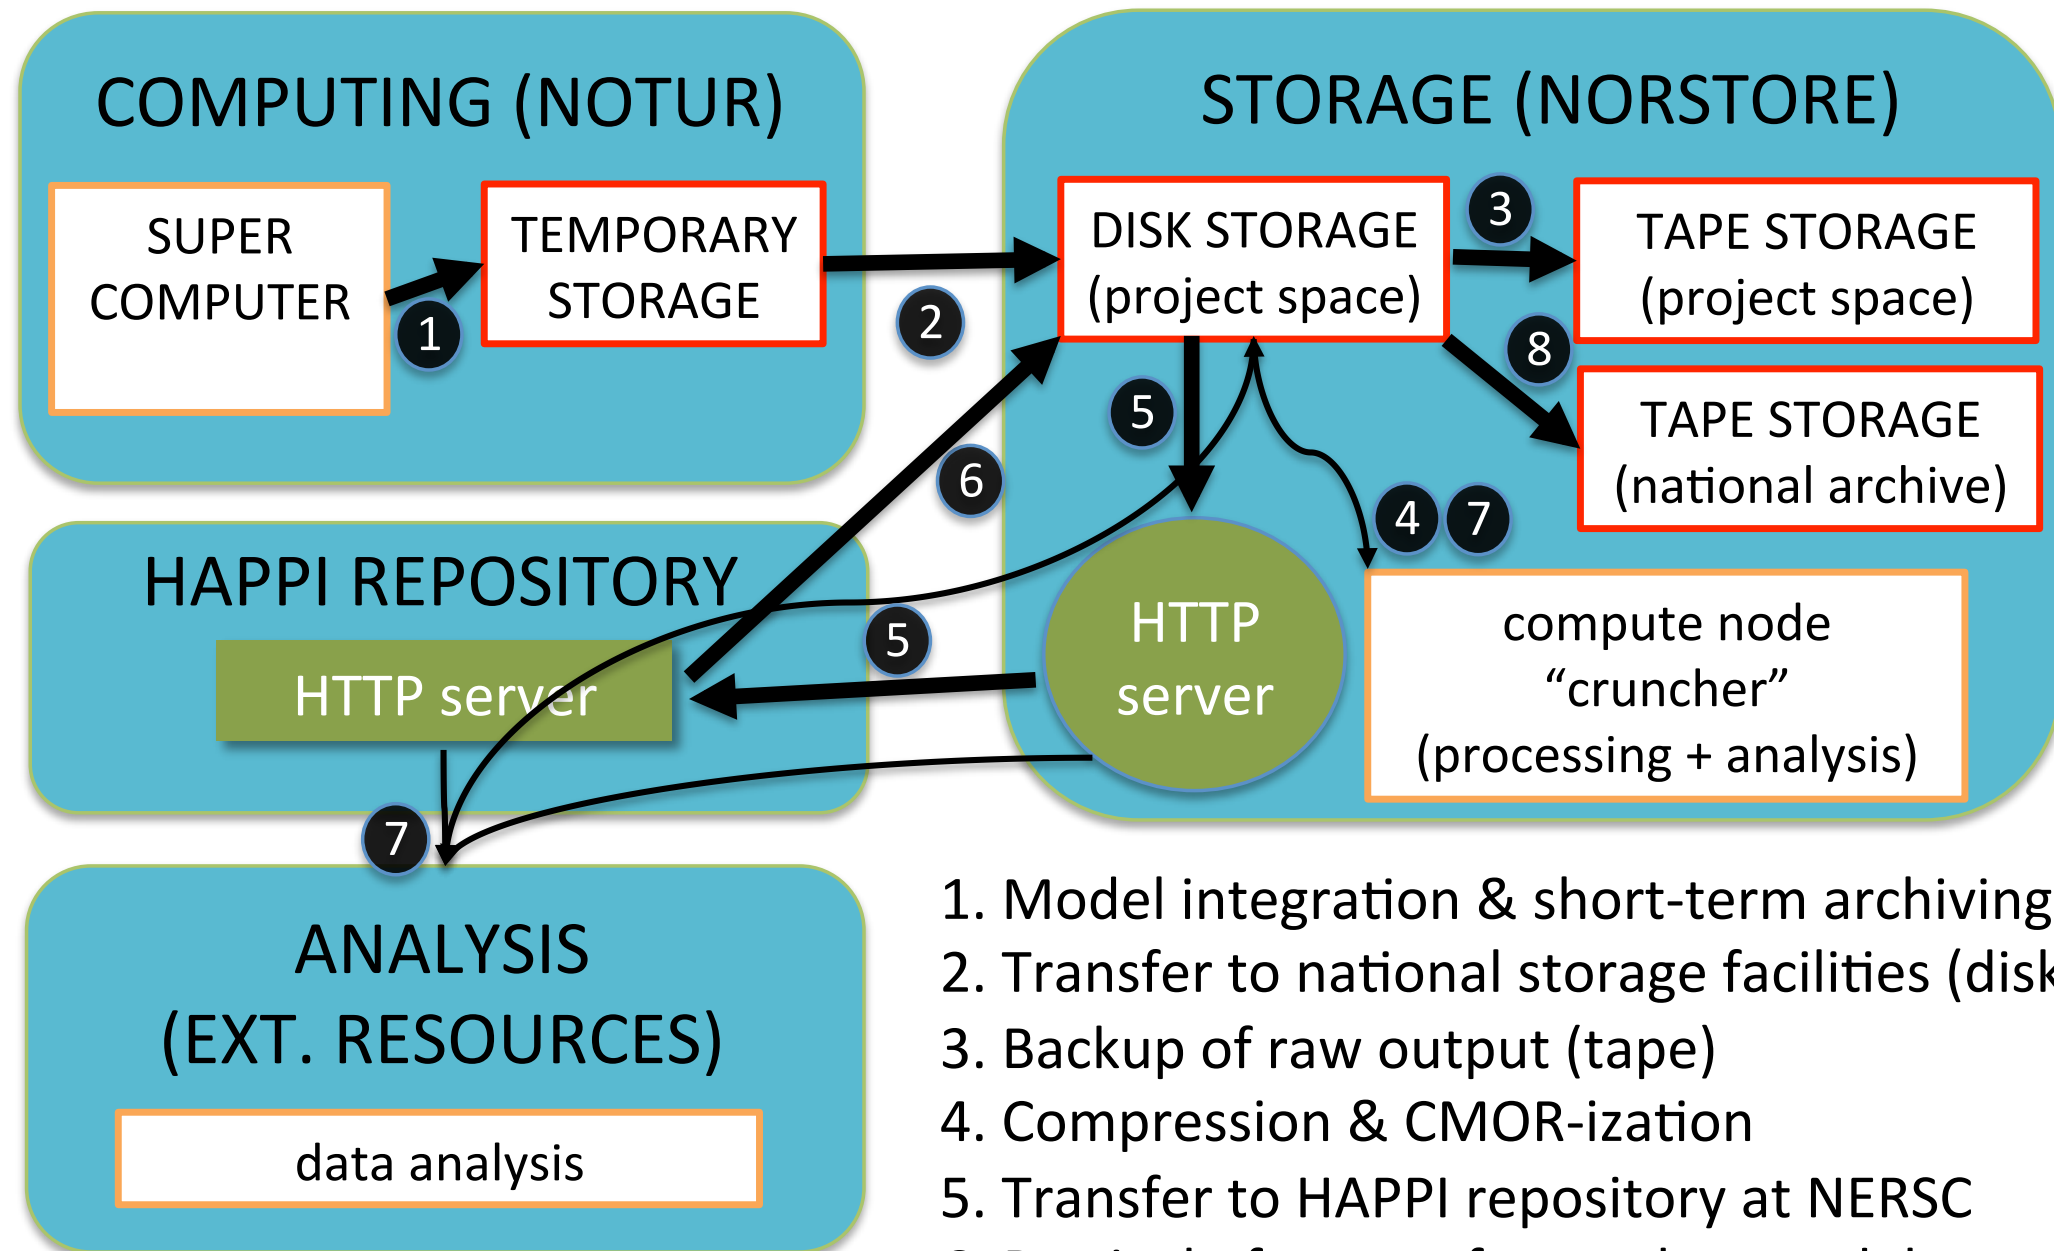 COMPUTING (NOTUR)
SUPER
COMPUTER
1
TEMPORARY
STORAGE
2
STORAGE (NORSTORE)
DISK STORAGE
(project space)
3
TAPE STORAGE
(project space)
8
TAPE STORAGE
(national archive)
5
6
4
7
HAPPI REPOSITORY
HTTP server
5
HTTP
server
compute node
“cruncher”
(processing + analysis)
7
ANALYSIS
(EXT. RESOURCES)
data analysis
1. Model integration & short-term archiving
2. Transfer to national storage facilities (disk
3. Backup of raw output (tape)
4. Compression & CMOR-ization
5. Transfer to HAPPI repository at NERSC